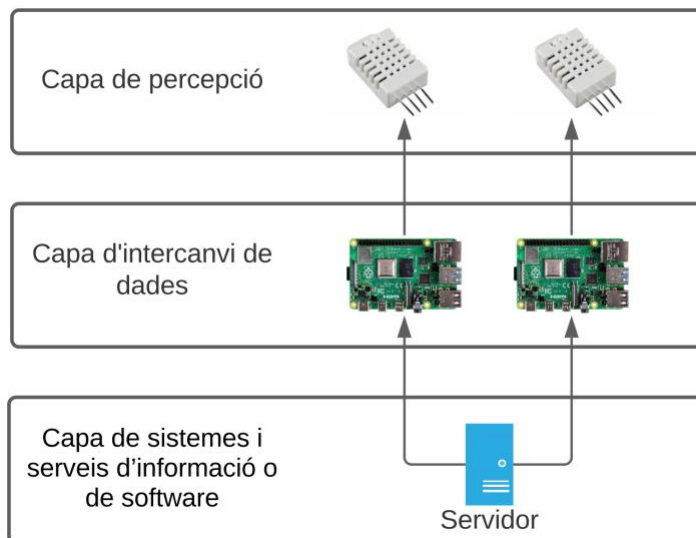 Capa de percepció
Capa d'intercanvi de
dades
Capa de sistemes i
serveis d’informació o
de software
Servidor